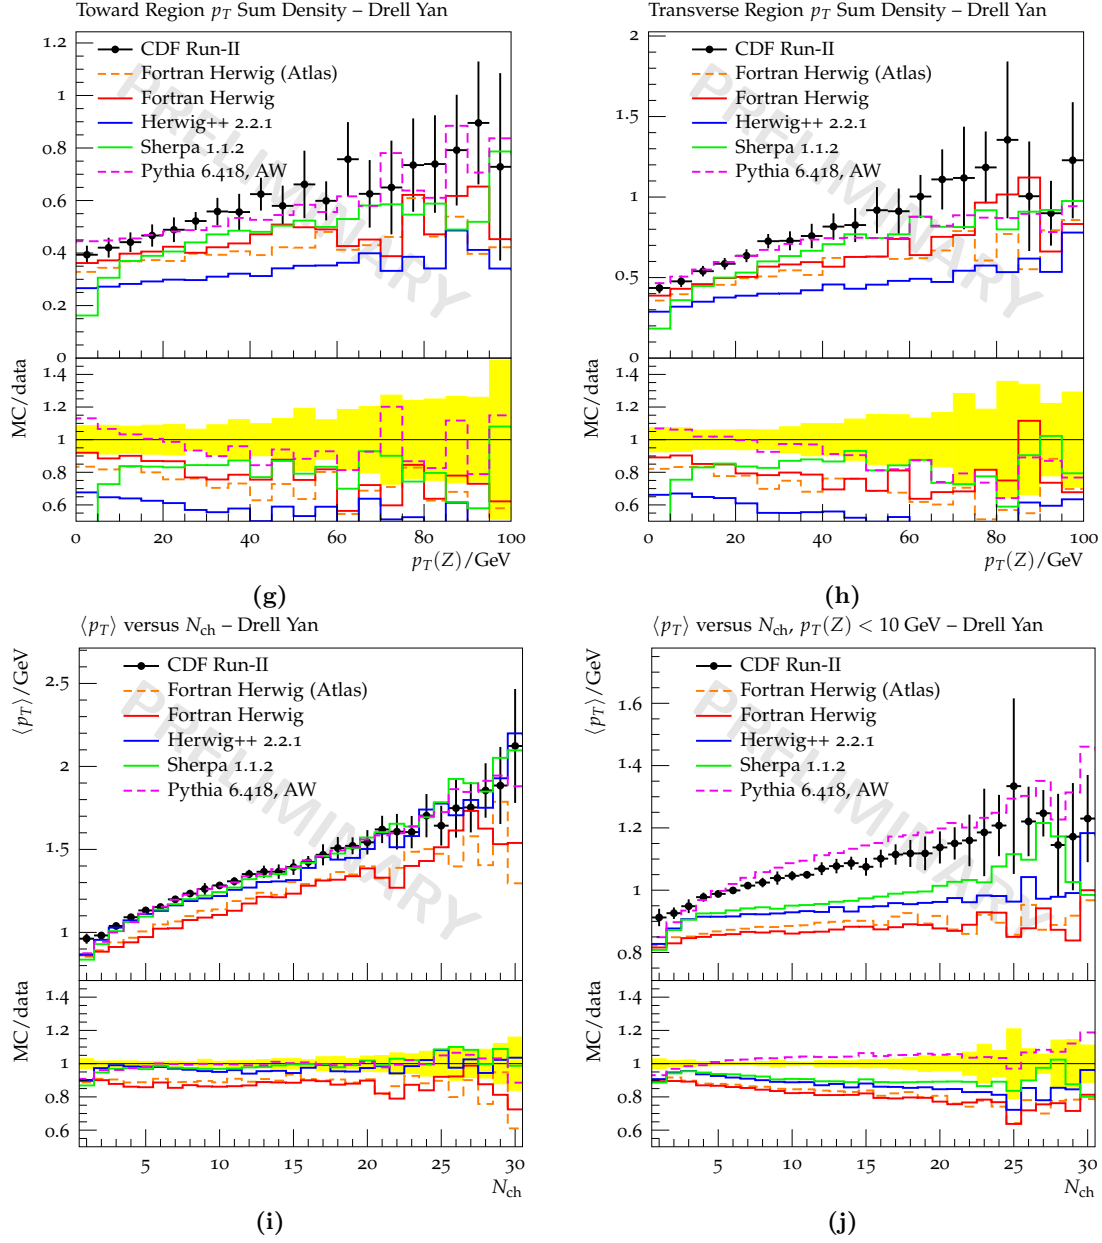 Toward Region pT Sum Density – Drell Yan
CDF Run-II
Fortran Herwig (Atlas)
Fortran Herwig
Herwig++ 2.2.1
Sherpa 1.1.2
Pythia 6.418, AW
PRELIMINARY
1.2
1
0.8
0.6
0.4
0.2
0
MC/data
1.4
1.2
1
0.8
0.6
0 20 40 60 80 100
pT(Z)/GeV
(g)
Transverse Region pT Sum Density – Drell Yan
CDF Run-II
Fortran Herwig (Atlas)
Fortran Herwig
Herwig++ 2.2.1
Sherpa 1.1.2
Pythia 6.418, AW
PRELIMINARY
2
1.5
1
0.5
0
MC/data
1.4
1.2
1
0.8
0.6
0 20 40 60 80 100
pT(Z)/GeV
(h)
⟨pT⟩ versus Nch – Drell Yan
⟨pT⟩/GeV
CDF Run-II
Fortran Herwig (Atlas)
Fortran Herwig
Herwig++ 2.2.1
Sherpa 1.1.2
Pythia 6.418, AW
PRELIMINARY
2.5
2
1.5
1
MC/data
1.4
1.2
1
0.8
0.6
5 10 15 20 25 30
Nch
(i)
⟨pT⟩ versus Nch, pT(Z) < 10 GeV – Drell Yan
⟨pT⟩/GeV
CDF Run-II
Fortran Herwig (Atlas)
Fortran Herwig
Herwig++ 2.2.1
Sherpa 1.1.2
Pythia 6.418, AW
PRELIMINARY
1.6
1.4
1.2
1
0.8
MC/data
1.4
1.2
1
0.8
0.6
5 10 15 20 25 30
Nch
(j)